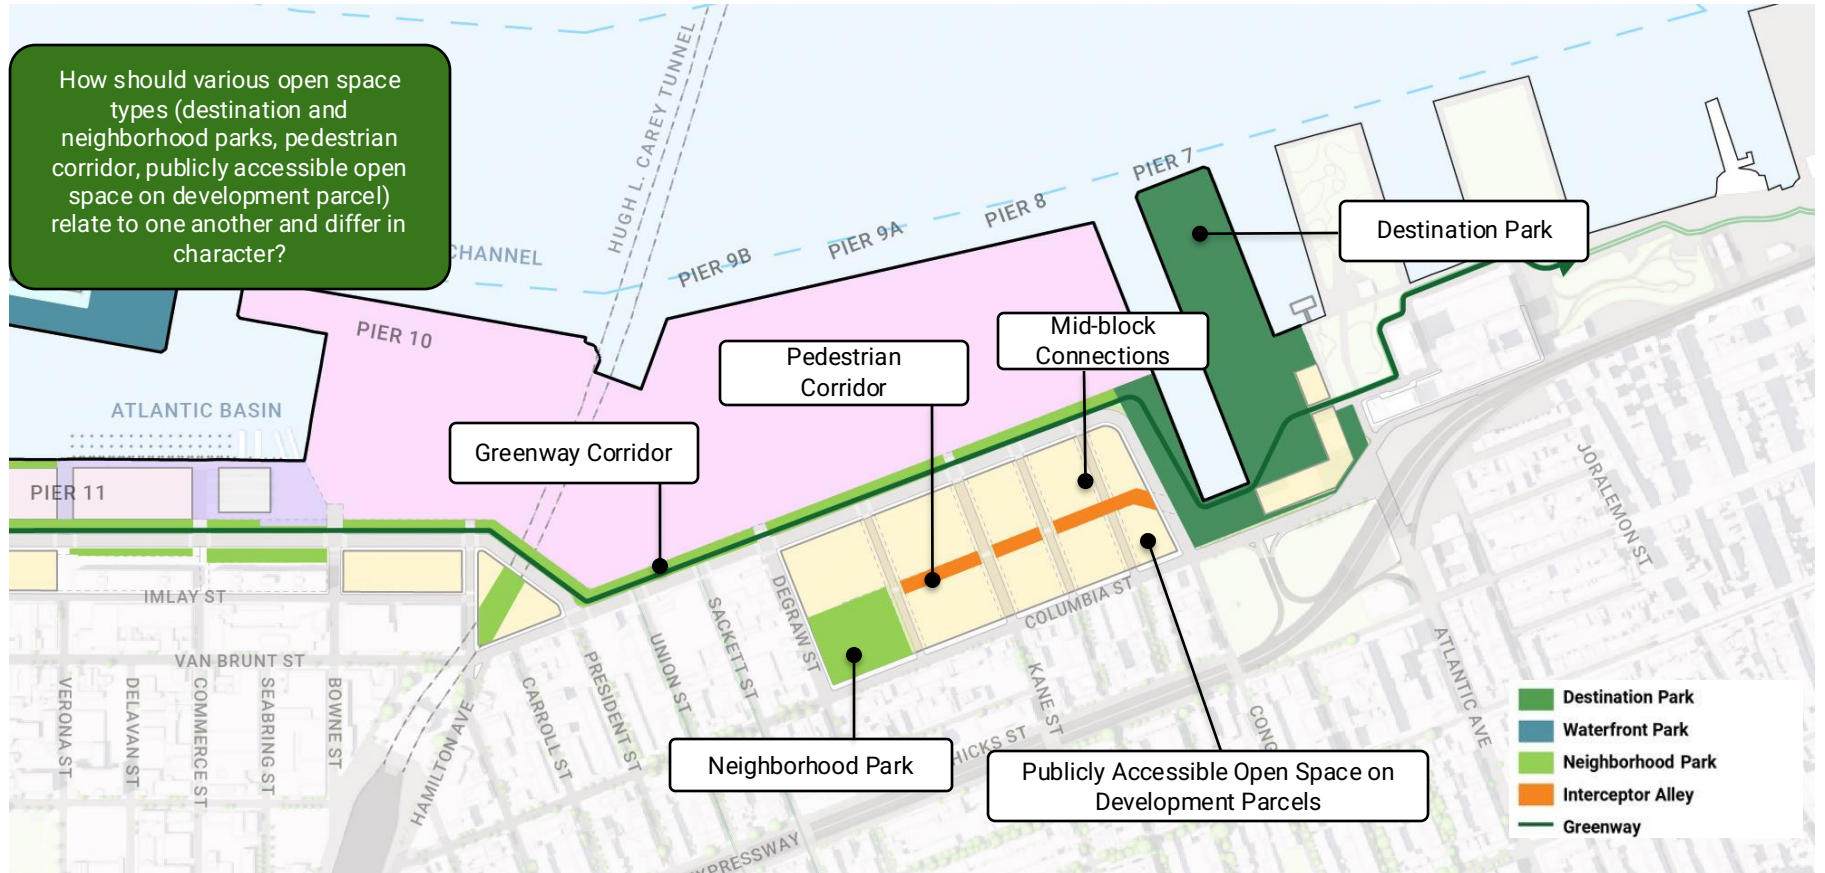 How should various open space
types (destination and
neighborhood parks, pedestrian
corridor, publicly accessible open
space on development parcel)
relate to one another and differ in
character?
CHANNEL
HUGH L. CAREY TUNNEL
PIER 9B
PIER 9A
PIER 8
PIER 7
Destination Park
PIER 10
Mid-block
Connections
Pedestrian
Corridor
ATLANTIC BASIN
Greenway Corridor
PIER 11
IMLAY ST
VAN BRUNT ST
VERONA ST
DELAVAN ST
COMMERCE ST
SEABRING ST
BOWNE ST
HAMILTON AVE
CARROLL ST
PRESIDENT ST
UNION ST
SACKETT ST
DEGRAW ST
COLUMBIA ST
KANE ST
HICKS ST
CONG
ATLANTIC AVE
JORALEMON ST
Neighborhood Park
Publicly Accessible Open Space on
Development Parcels
XPRESSWAY
Destination Park
Waterfront Park
Neighborhood Park
Interceptor Alley
Greenway